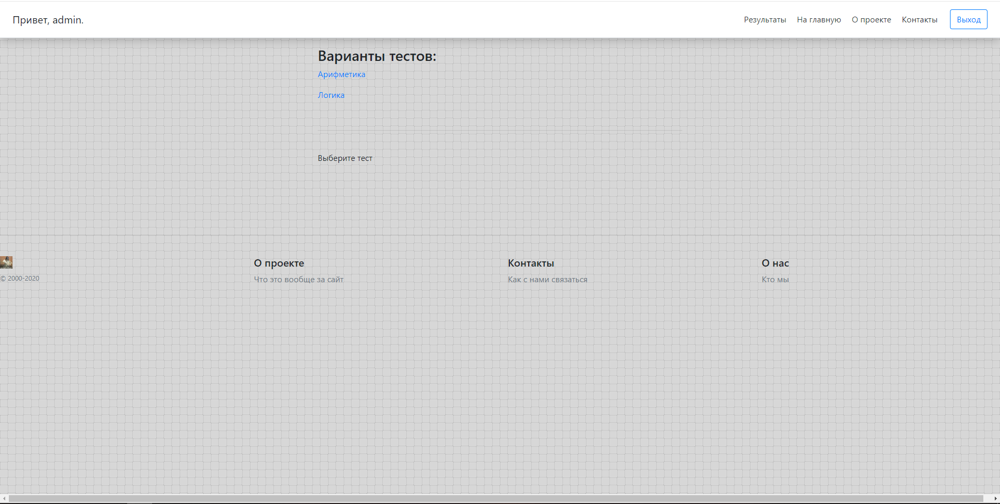 Привет, admin.
Результаты На главную О проекте Контакты Выход
Варианты тестов:
Арифметика
Логика
Выберите тест
© 2000-2020
О проекте
Что это вообще за сайт
Контакты
Как с нами связаться
О нас
Кто мы